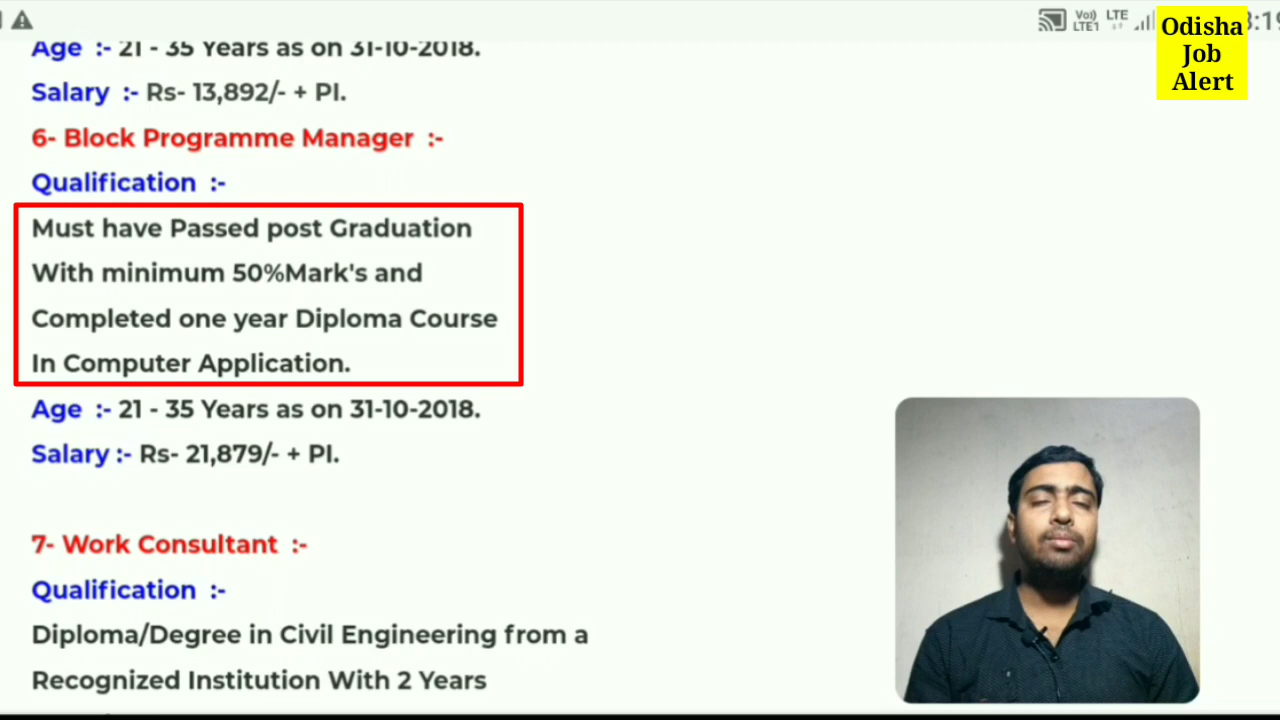 Vo)) LTE
LTE1
Odisha
Job
Alert
Age :- 21 - 35 Years as on 31-10-2018.
Salary :- Rs- 13,892/- + PI.
6- Block Programme Manager :-
Qualification :-
Must have Passed post Graduation
With minimum 50%Mark's and
Completed one year Diploma Course
In Computer Application.
Age :- 21 - 35 Years as on 31-10-2018.
Salary :- Rs- 21,879/- + PI.
7- Work Consultant :-
Qualification :-
Diploma/Degree in Civil Engineering from a
Recognized Institution With 2 Years